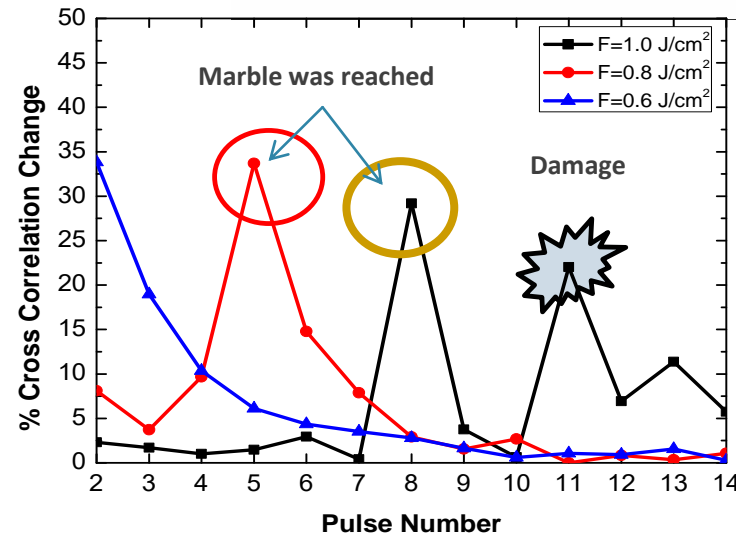 50
45
40
35
30
25
20
15
10
5
0
% Cross Correlation Change
Marble was reached
Damage
F=1.0 J/cm²
F=0.8 J/cm²
F=0.6 J/cm²
2 3 4 5 6 7 8 9 10 11 12 13 14
Pulse Number